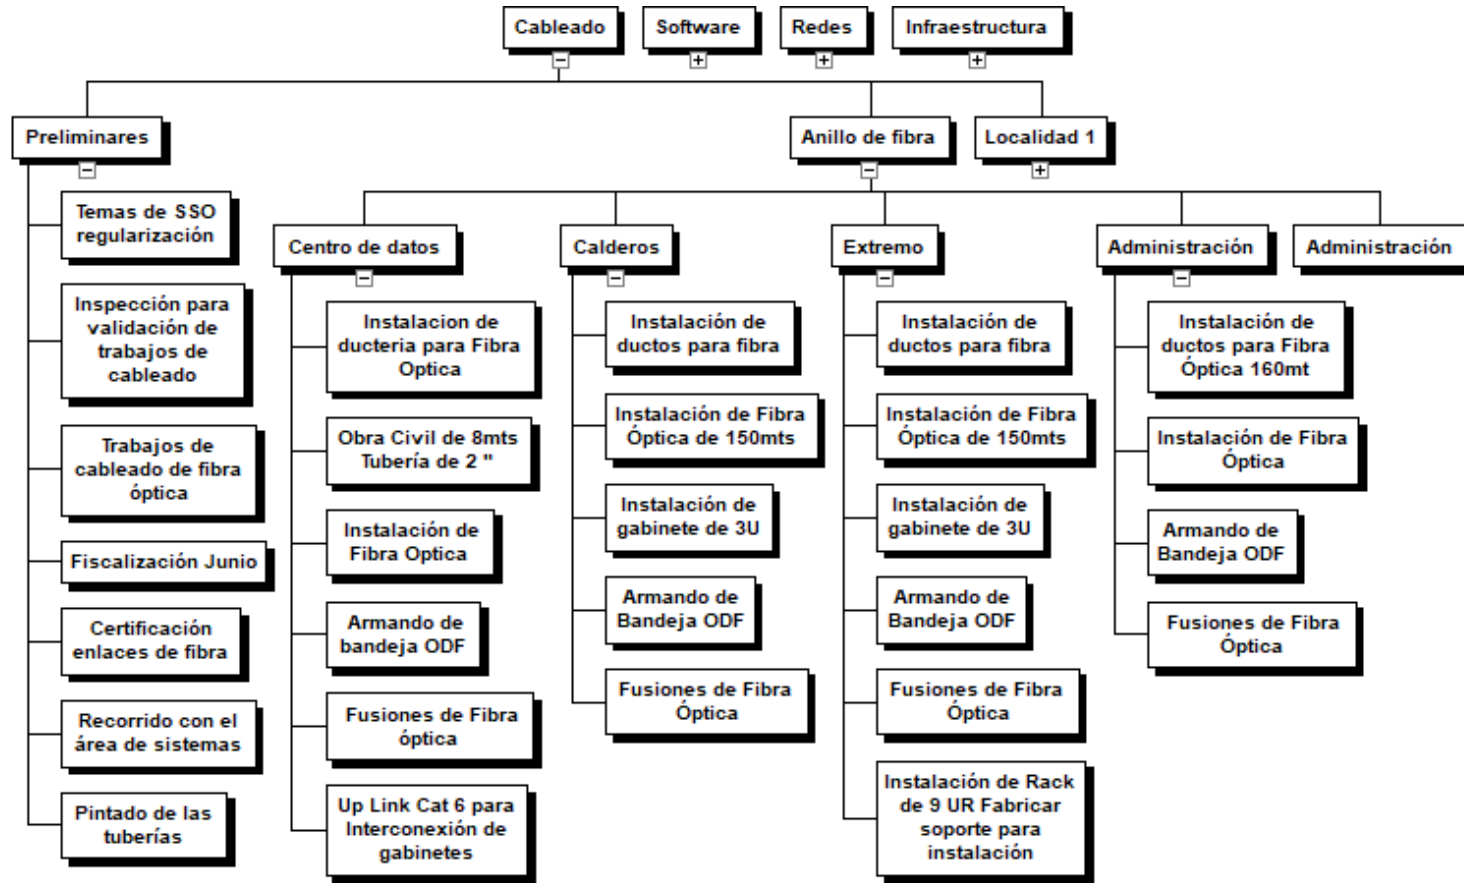 Cableado
Software
Redes
Infraestructura
Preliminares
Anillo de fibra
Localidad 1
Temas de SSO
regularización
Inspección para
validación de
trabajos de
cableado
Trabajos de
cableado de fibra
óptica
Fiscalización Junio
Certificación
enlaces de fibra
Recorrido con el
área de sistemas
Pintado de las
tuberías
Centro de datos
Instalacion de
ducteria para Fibra
Optica
Obra Civil de 8mts
Tubería de 2 "
Instalación de
Fibra Optica
Armando de
bandeja ODF
Fusiones de Fibra
óptica
Up Link Cat 6 para
Interconexión de
gabinetes
Calderos
Instalación de
ductos para fibra
Instalación de Fibra
Óptica de 150mts
Instalación de
gabinete de 3U
Armando de
Bandeja ODF
Fusiones de Fibra
Óptica
Extremo
Instalación de
ductos para fibra
Instalación de Fibra
Óptica de 150mts
Instalación de
gabinete de 3U
Armando de
Bandeja ODF
Fusiones de Fibra
Óptica
Instalación de Rack
de 9 UR Fabricar
soporte para
instalación
Administración
Instalación de
ductos para Fibra
Óptica 160mt
Instalación de Fibra
Óptica
Armando de
Bandeja ODF
Fusiones de Fibra
Óptica
Administración